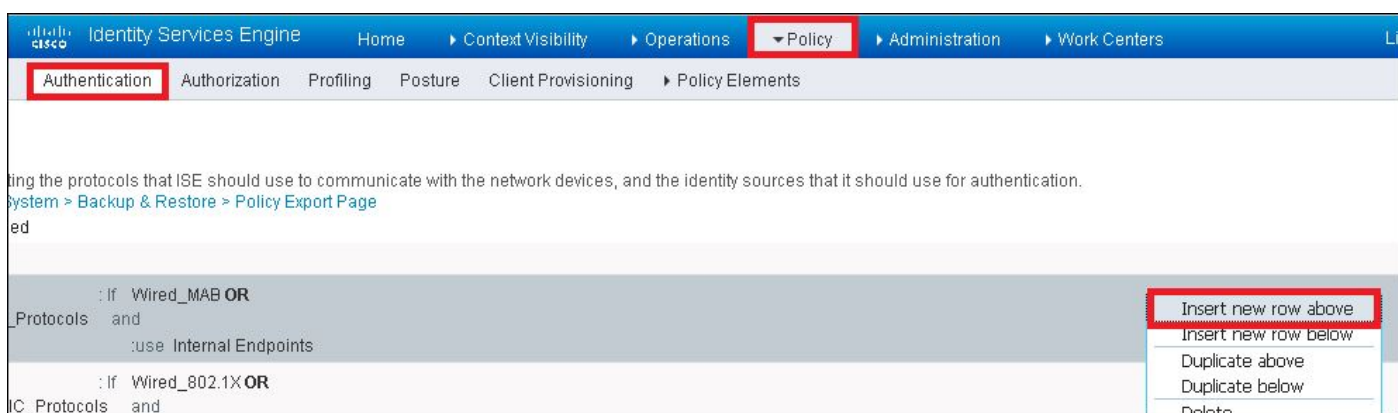 cisco Identity Services Engine Home Context Visibility Operations Policy Administration Work Centers
Authentication Authorization Profiling Posture Client Provisioning Policy Elements
ting the protocols that ISE should use to communicate with the network devices, and the identity sources that it should use for authentication.
System > Backup & Restore > Policy Export Page
ed
: If Wired_MAB OR
_Protocols and
:use Internal Endpoints
: If Wired_802.1X OR
IC_Protocols and
Insert new row above
Insert new row below
Duplicate above
Duplicate below
Delete